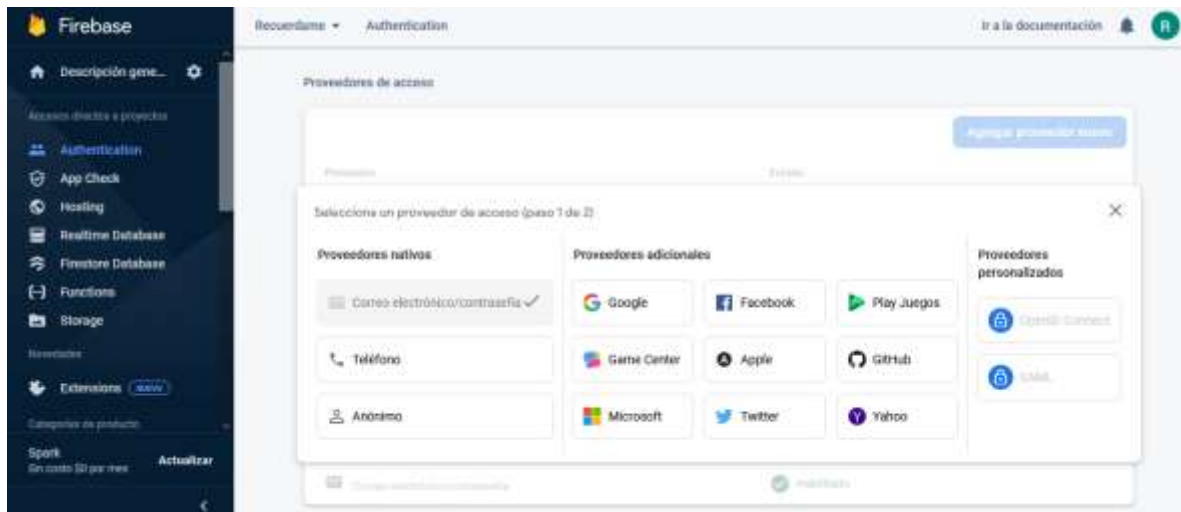 Firebase
Recuerdame
Authentication
Ir a la documentación
R
Descripción gene...
Proveedores de acceso
Accesos directos a proyectos
Agregar proveedor nuevo
Authentication
Proveedor
Estado
App Check
Hosting
Realtime Database
Firestore Database
Functions
Storage
Novedades
Extensions NEW
Categorías de producto
Spark
Sin costo $0 por mes
Actualizar
Selecciona un proveedor de acceso (paso 1 de 2)
Proveedores nativos
Correo electrónico/contraseña
Teléfono
Anónimo
Proveedores adicionales
Google
Facebook
Play Juegos
Game Center
Apple
GitHub
Microsoft
Twitter
Yahoo
Proveedores
personalizados
OpenID Connect
SAML
Correo electrónico/contraseña
Habilitado